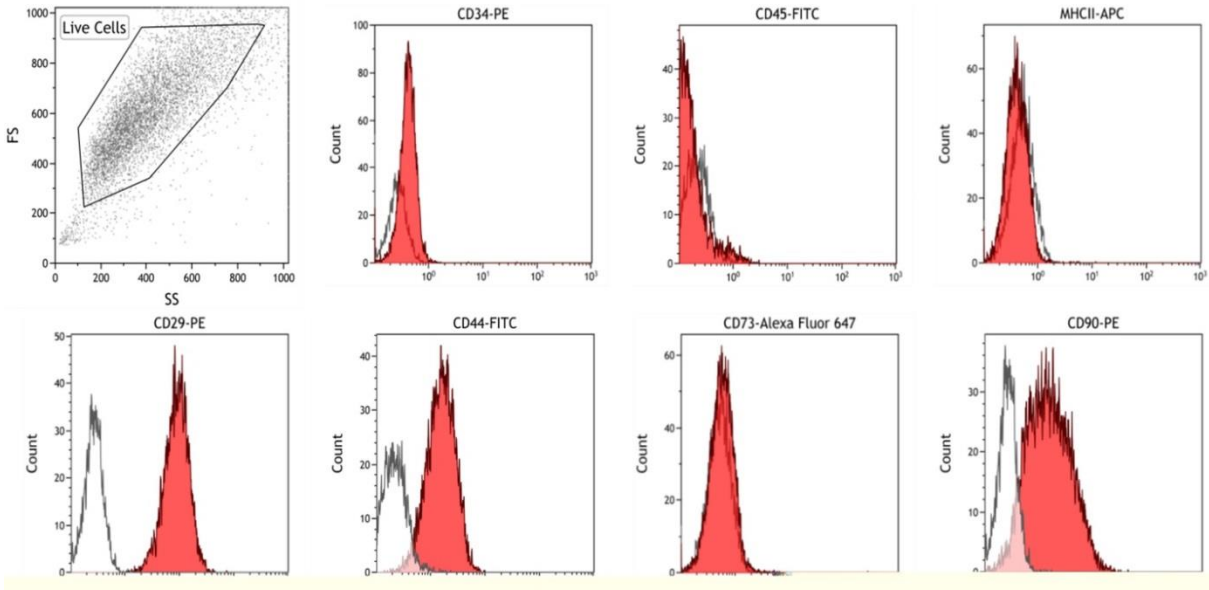 Live Cells
FS
1000
800
600
400
200
0
0 200 400 600 800 1000
SS
CD34-PE
Count
100
80
60
40
20
0
10⁰ 10¹ 10² 10³
CD45-FITC
Count
40
30
20
10
0
10⁰ 10¹ 10² 10³
MHCII-APC
Count
60
40
20
0
10⁰ 10¹ 10² 10³
CD29-PE
Count
50
40
30
20
10
0
CD44-FITC
Count
40
30
20
10
0
CD73-Alexa Fluor 647
Count
60
40
20
0
CD90-PE
Count
30
20
10
0